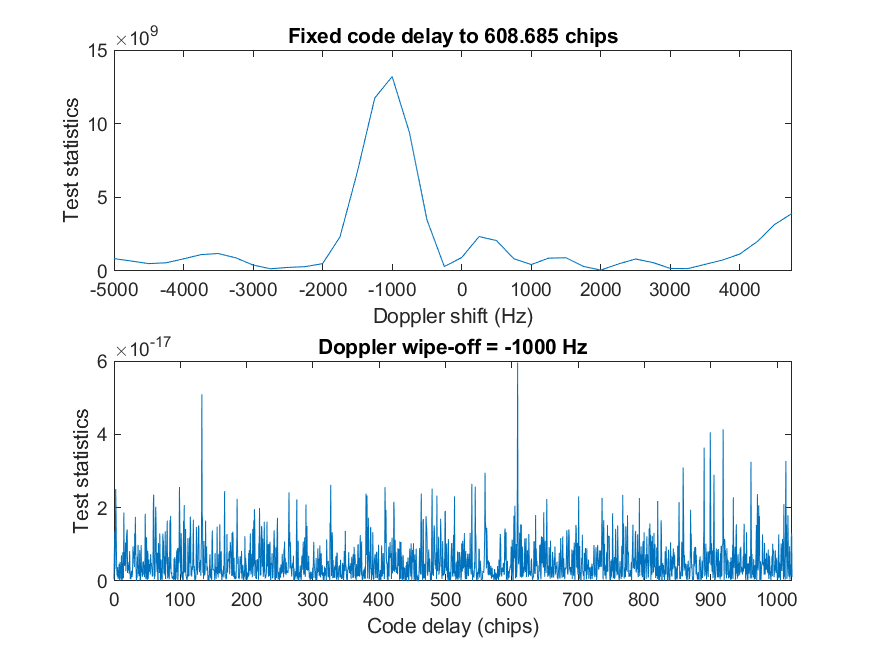 ×10^9
Fixed code delay to 608.685 chips
15
10
5
0
Test statistics
-5000 -4000 -3000 -2000 -1000 0 1000 2000 3000 4000
Doppler shift (Hz)
×10^-17
Doppler wipe-off = -1000 Hz
6
4
2
0
Test statistics
0 100 200 300 400 500 600 700 800 900 1000
Code delay (chips)